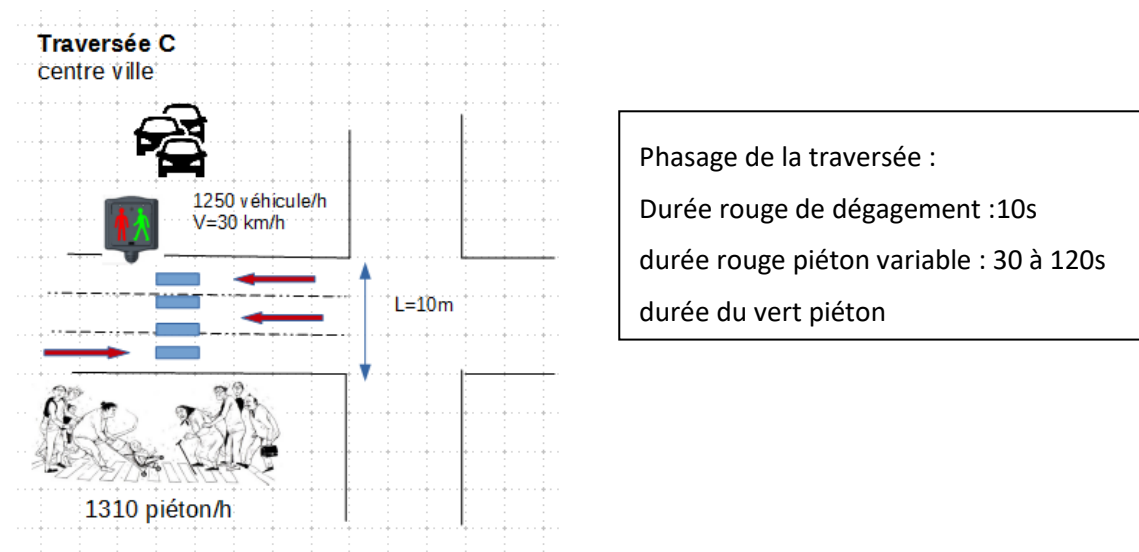 Traversée C
centre ville
1250 véhicule/h
V=30 km/h
L=10m
1310 piéton/h
Phasage de la traversée :
Durée rouge de dégagement :10s
durée rouge piéton variable : 30 à 120s
durée du vert piéton